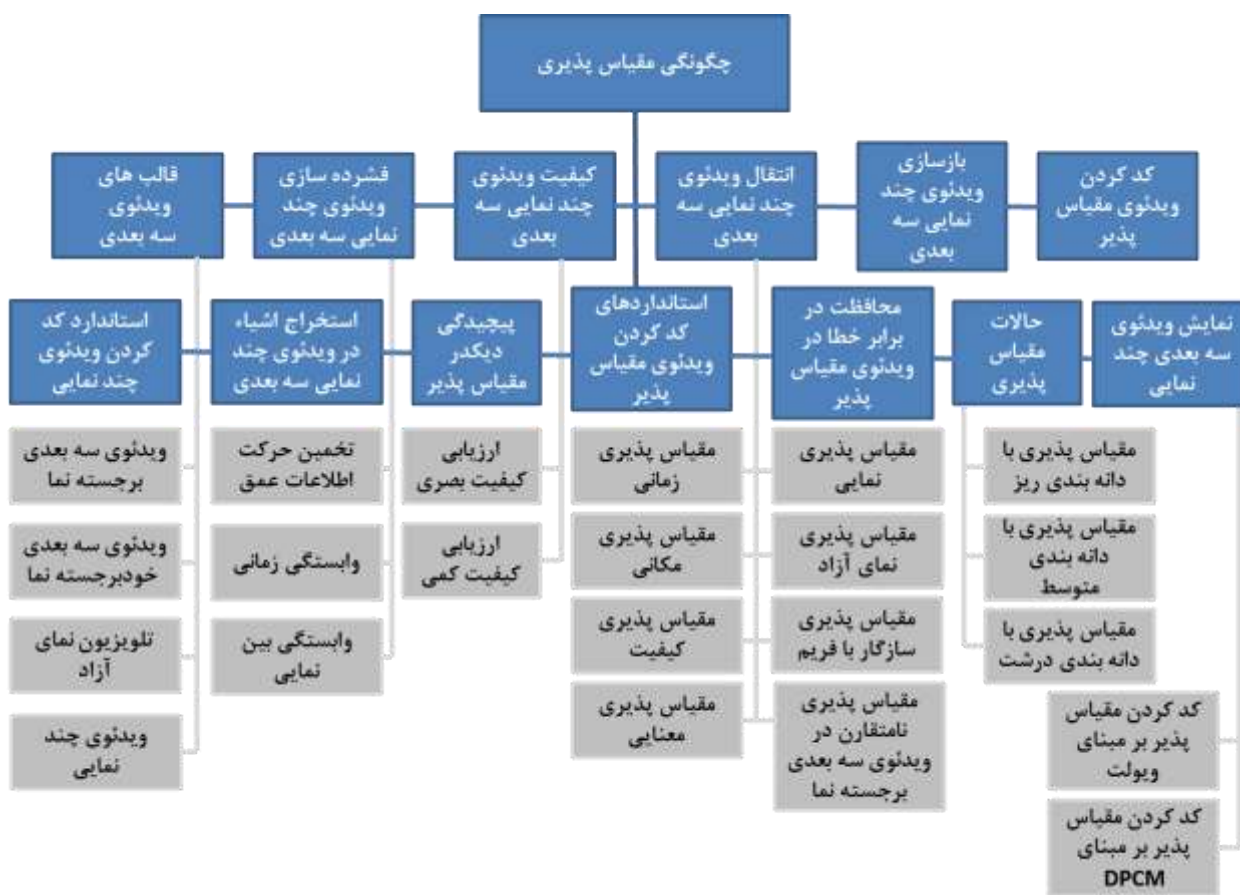 چگونگی مقیاس پذیری
کد کردن
ویدئوی مقیاس
پذیر
بازسازی
ویدئوی چند
نمایی سه
بعدی
انتقال ویدئوی
چند نمایی سه
بعدی
کیفیت ویدئوی
چند نمایی سه
بعدی
فشرده سازی
ویدئوی چند
نمایی سه بعدی
قالب های
ویدئوی
سه بعدی
نمایش ویدئوی
سه بعدی چند
نمایی
حالات
مقیاس
پذیری
محافظت در
برابر خطا در
ویدئوی مقیاس
پذیر
استانداردهای
کد کردن
ویدئوی مقیاس
پذیر
پیچیدگی
دیکدر
مقیاس پذیر
استخراج اشیاء
در ویدئوی چند
نمایی سه بعدی
استاندارد کد
کردن ویدئوی
چند نمایی
مقیاس پذیری با
دانه بندی ریز
مقیاس پذیری با
دانه بندی
متوسط
مقیاس پذیری با
دانه بندی درشت
کد کردن مقیاس
پذیر بر مبنای
ویولت
کد کردن مقیاس
پذیر بر مبنای
DPCM
مقیاس پذیری
نمایی
مقیاس پذیری
نمای آزاد
مقیاس پذیری
سازگار با فریم
مقیاس پذیری
نامتقارن در
ویدئوی سه بعدی
برجسته نما
مقیاس پذیری
زمانی
مقیاس پذیری
مکانی
مقیاس پذیری
کیفیت
مقیاس پذیری
معنایی
ارزیابی
کیفیت بصری
ارزیابی
کیفیت کمی
تخمین حرکت
اطلاعات عمق
وابستگی زمانی
وابستگی بین
نمایی
ویدئوی سه بعدی
برجسته نما
ویدئوی سه بعدی
خودبرجسته نما
تلویزیون نمای
آزاد
ویدئوی چند
نمایی